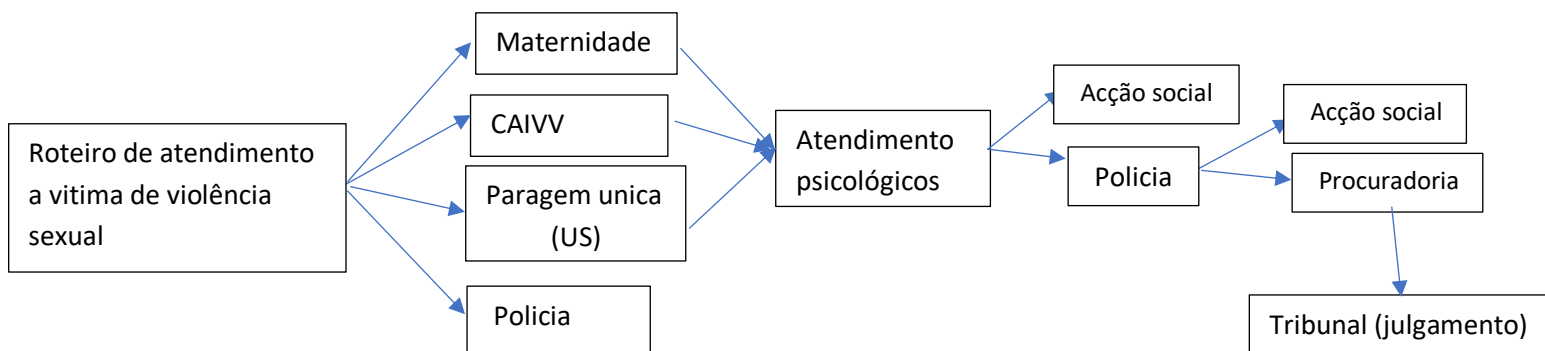 Roteiro de atendimento
a vitima de violência
sexual
Maternidade
CAIVV
Paragem unica
(US)
Policia
Atendimento
psicológicos
Acção social
Policia
Acção social
Procuradoria
Tribunal (julgamento)